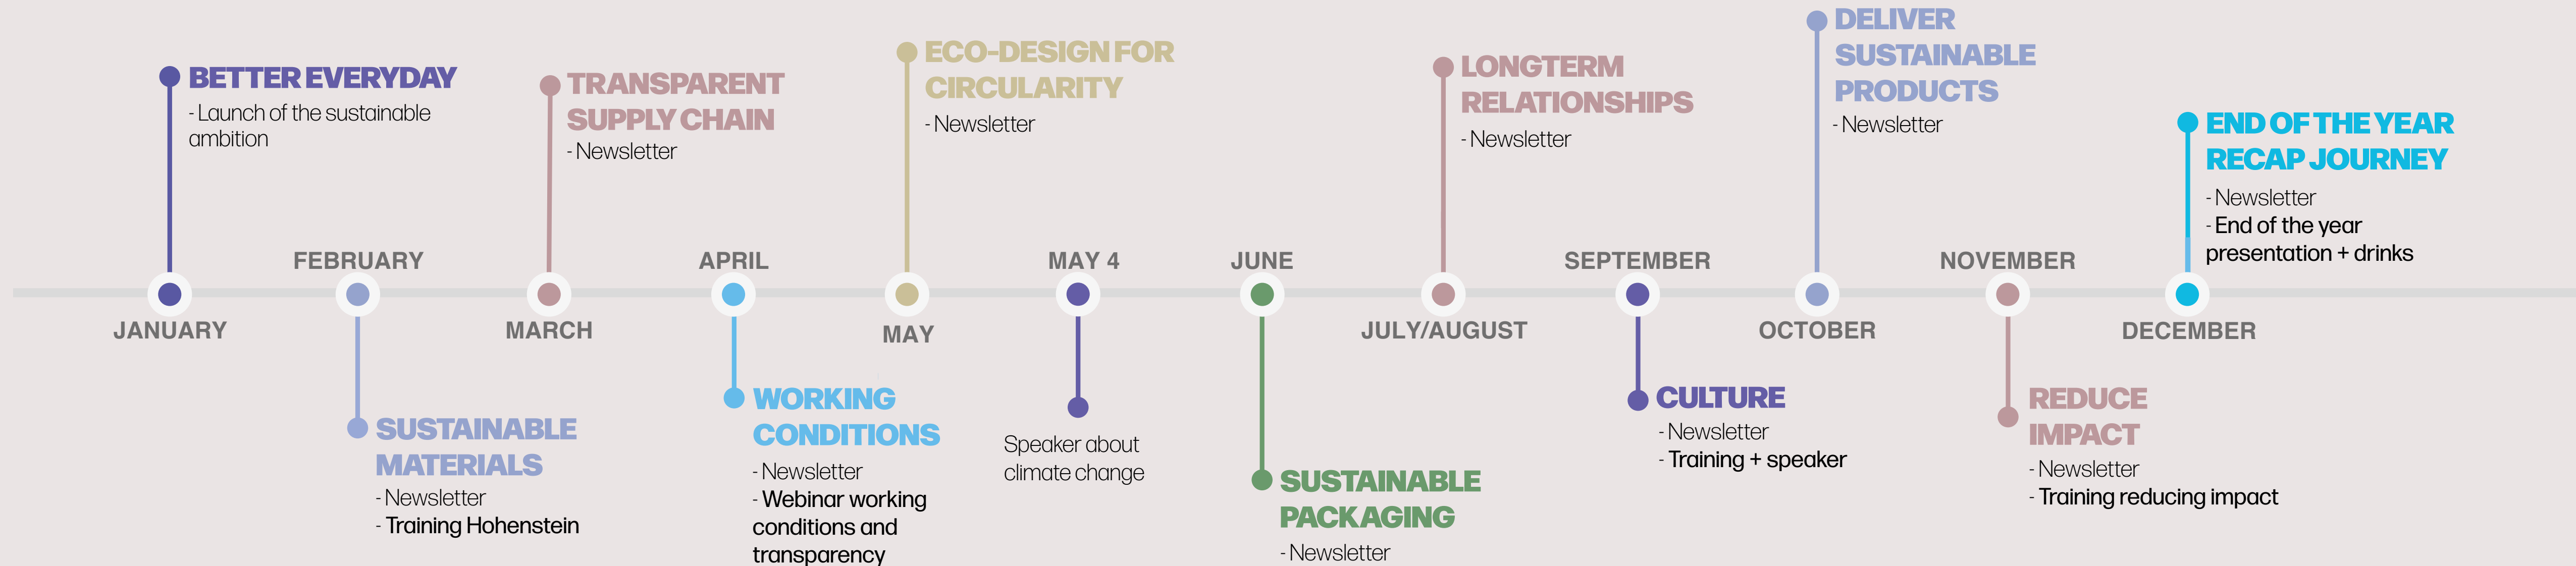 BETTER EVERYDAY
- Launch of the sustainable
ambition
JANUARY
FEBRUARY
SUSTAINABLE
MATERIALS
- Newsletter
- Training Hohenstein
TRANSPARENT
SUPPLY CHAIN
- Newsletter
MARCH
APRIL
WORKING
CONDITIONS
- Newsletter
- Webinar working
conditions and
transparency
ECO-DESIGN FOR
CIRCULARITY
- Newsletter
MAY
MAY 4
Speaker about
climate change
JUNE
SUSTAINABLE
PACKAGING
- Newsletter
LONGTERM
RELATIONSHIPS
- Newsletter
JULY/AUGUST
SEPTEMBER
CULTURE
- Newsletter
- Training + speaker
DELIVER
SUSTAINABLE
PRODUCTS
- Newsletter
OCTOBER
NOVEMBER
REDUCE
IMPACT
- Newsletter
- Training reducing impact
END OF THE YEAR
RECAP JOURNEY
- Newsletter
- End of the year
presentation + drinks
DECEMBER